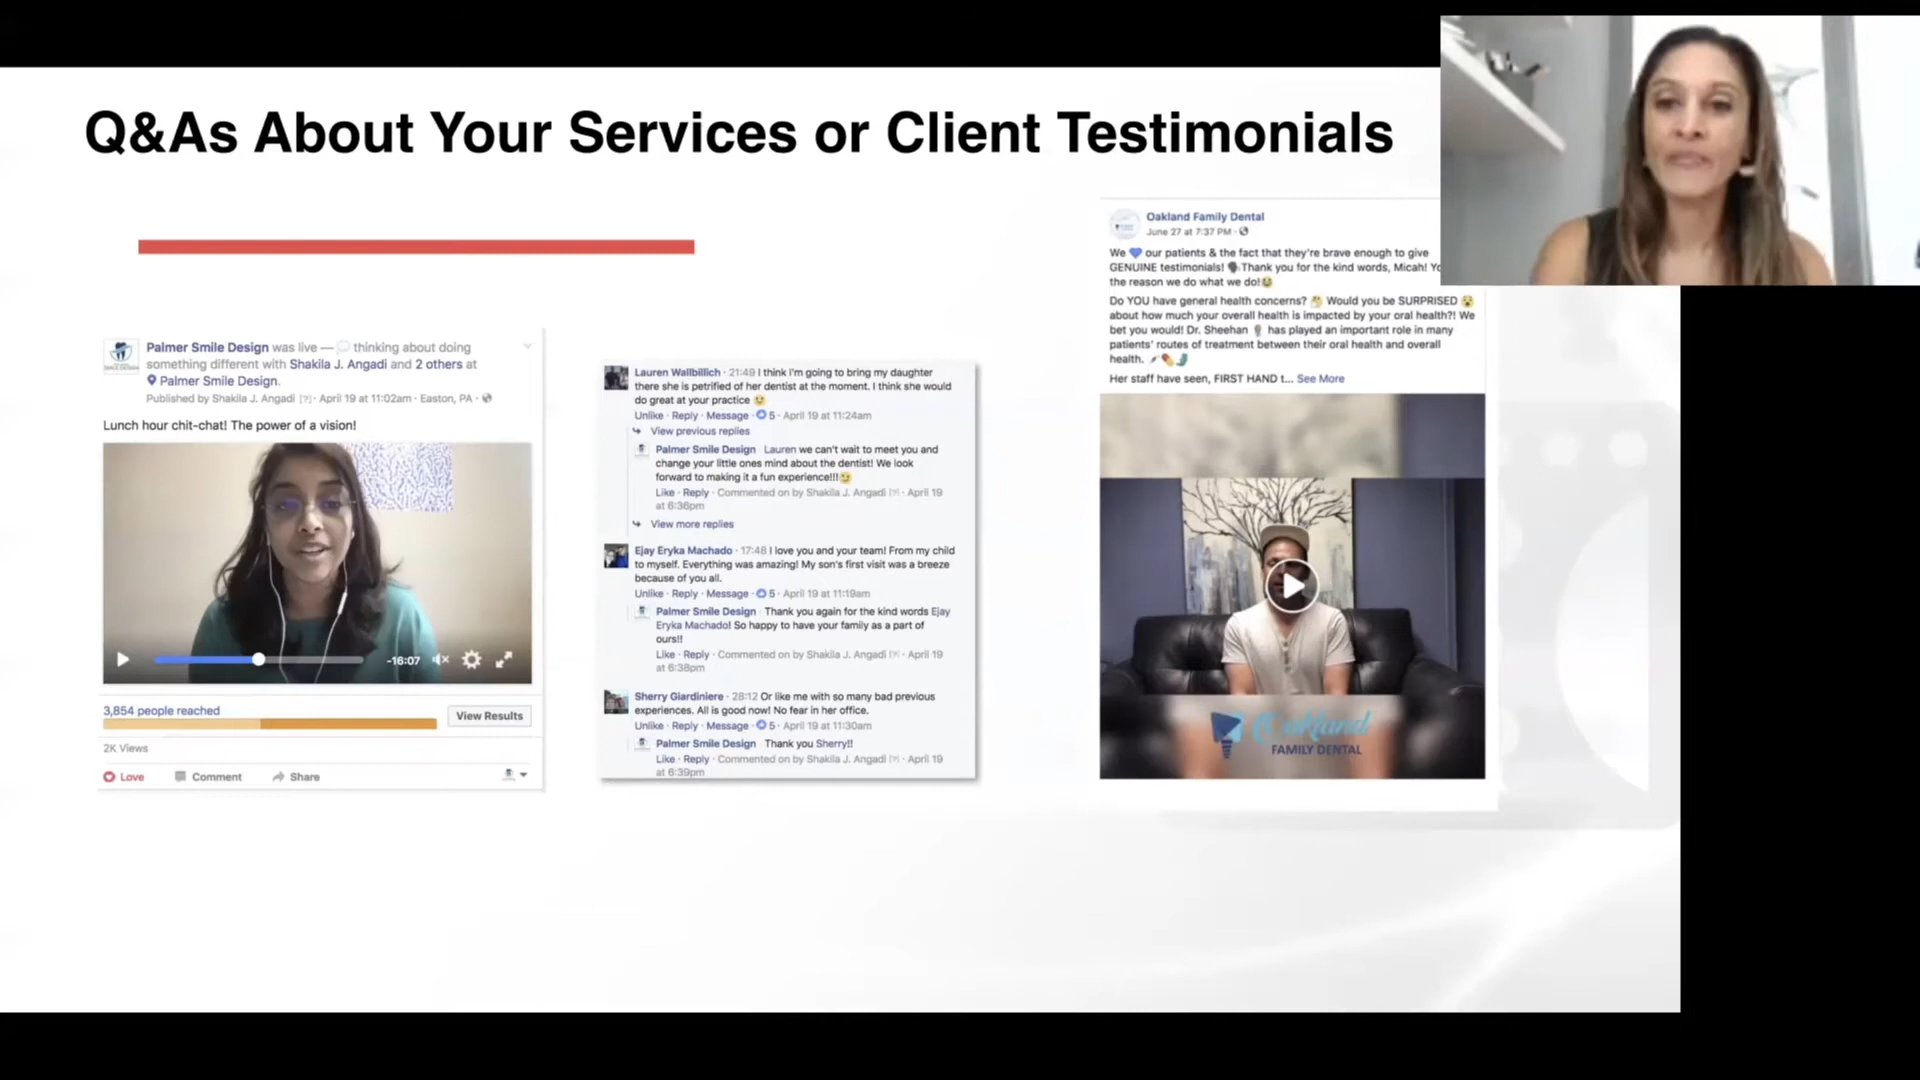 Q&As About Your Services or Client Testimonials
Palmer Smile Design was live — thinking about doing
something different with Shakila J. Angadi and 2 others at
Palmer Smile Design.
Published by Shakila J. Angadi [?] · April 19 at 11:02am · Easton, PA ·
Lunch hour chit-chat! The power of a vision!
-16:07
3,854 people reached
View Results
2K Views
Love Comment Share
Lauren Wallbillich · 21:49 I think I'm going to bring my daughter
there she is petrified of her dentist at the moment. I think she would
do great at your practice
Unlike · Reply · Message · 5 · April 19 at 11:24am
View previous replies
Palmer Smile Design Lauren we can't wait to meet you and
change your little ones mind about the dentist! We look
forward to making it a fun experience!!!
Like · Reply · Commented on by Shakila J. Angadi [?] · April 19
at 6:36pm
View more replies
Ejay Eryka Machado · 17:48 I love you and your team! From my child
to myself. Everything was amazing! My son's first visit was a breeze
because of you all.
Unlike · Reply · Message · 5 · April 19 at 11:19am
Palmer Smile Design Thank you again for the kind words Ejay
Eryka Machado! So happy to have your family as a part of
ours!!
Like · Reply · Commented on by Shakila J. Angadi [?] · April 19
at 6:38pm
Sherry Giardiniere · 28:12 Or like me with so many bad previous
experiences. All is good now! No fear in her office.
Unlike · Reply · Message · 5 · April 19 at 11:30am
Palmer Smile Design Thank you Sherry!!
Like · Reply · Commented on by Shakila J. Angadi [?] · April 19
at 6:39pm
Oakland Family Dental
June 27 at 7:37 PM ·
We 💙 our patients & the fact that they're brave enough to give
GENUINE testimonials! Thank you for the kind words, Micah!
the reason we do what we do!
Do YOU have general health concerns? Would you be SURPRISED
about how much your overall health is impacted by your oral health?! We
bet you would! Dr. Sheehan has played an important role in many
patients' routes of treatment between their oral health and overall
health.
Her staff have seen, FIRST HAND t... See More
Oakland
FAMILY DENTAL